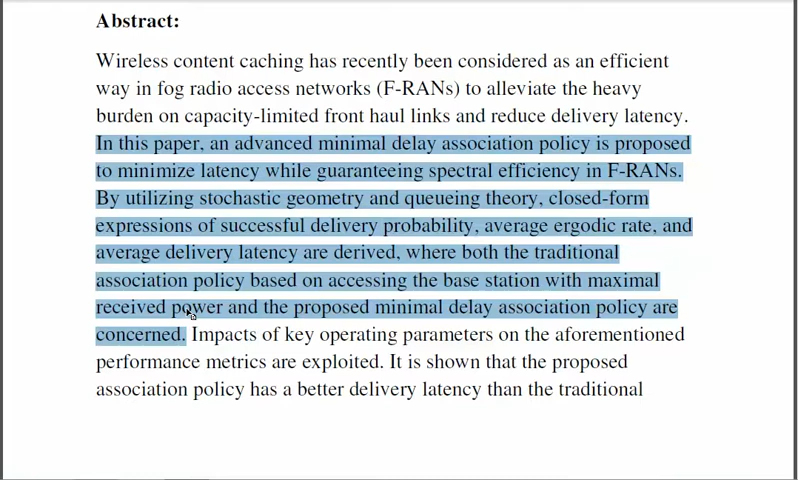 Abstract:
Wireless content caching has recently been considered as an efficient
way in fog radio access networks (F-RANs) to alleviate the heavy
burden on capacity-limited front haul links and reduce delivery latency.
In this paper, an advanced minimal delay association policy is proposed
to minimize latency while guaranteeing spectral efficiency in F-RANs.
By utilizing stochastic geometry and queueing theory, closed-form
expressions of successful delivery probability, average ergodic rate, and
average delivery latency are derived, where both the traditional
association policy based on accessing the base station with maximal
received power and the proposed minimal delay association policy are
concerned. Impacts of key operating parameters on the aforementioned
performance metrics are exploited. It is shown that the proposed
association policy has a better delivery latency than the traditional